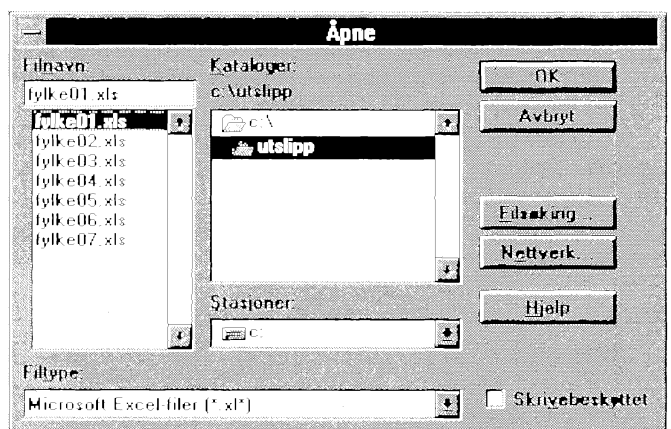 Åpne
Filnavn:
fylke01.xls
fylke01.xls
fylke02.xls
fylke03.xls
fylke04.xls
fylke05.xls
fylke06.xls
fylke07.xls
Kataloger:
c:\utslipp
c:\
utslipp
Stasjoner:
c:
Filtype:
Microsoft Excel-filer (*.xl*)
OK
Avbryt
Filsøking...
Nettverk...
Hjelp
Skrivebeskyttet